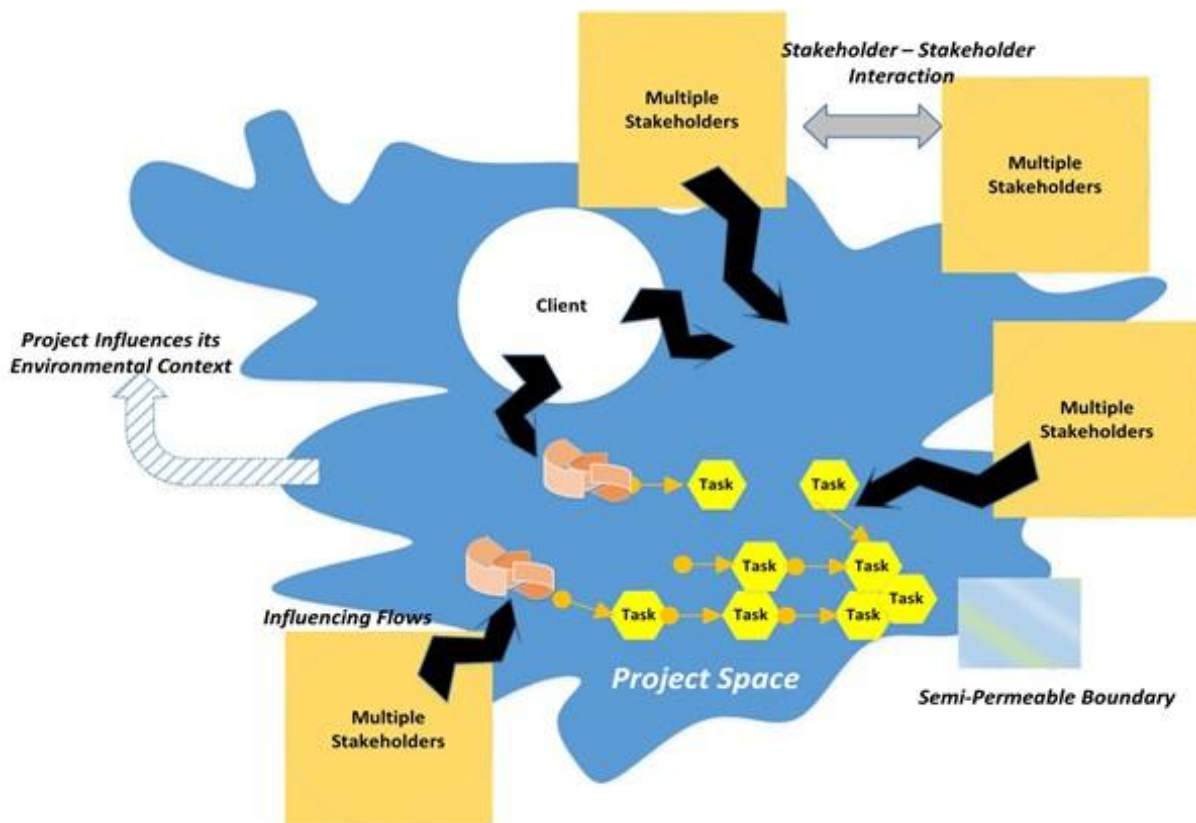 Stakeholder – Stakeholder
Interaction
Multiple
Stakeholders
Multiple
Stakeholders
Client
Project Influences its
Environmental Context
Multiple
Stakeholders
Task
Task
Task
Task
Task
Task
Task
Task
Influencing Flows
Project Space
Semi-Permeable Boundary
Multiple
Stakeholders